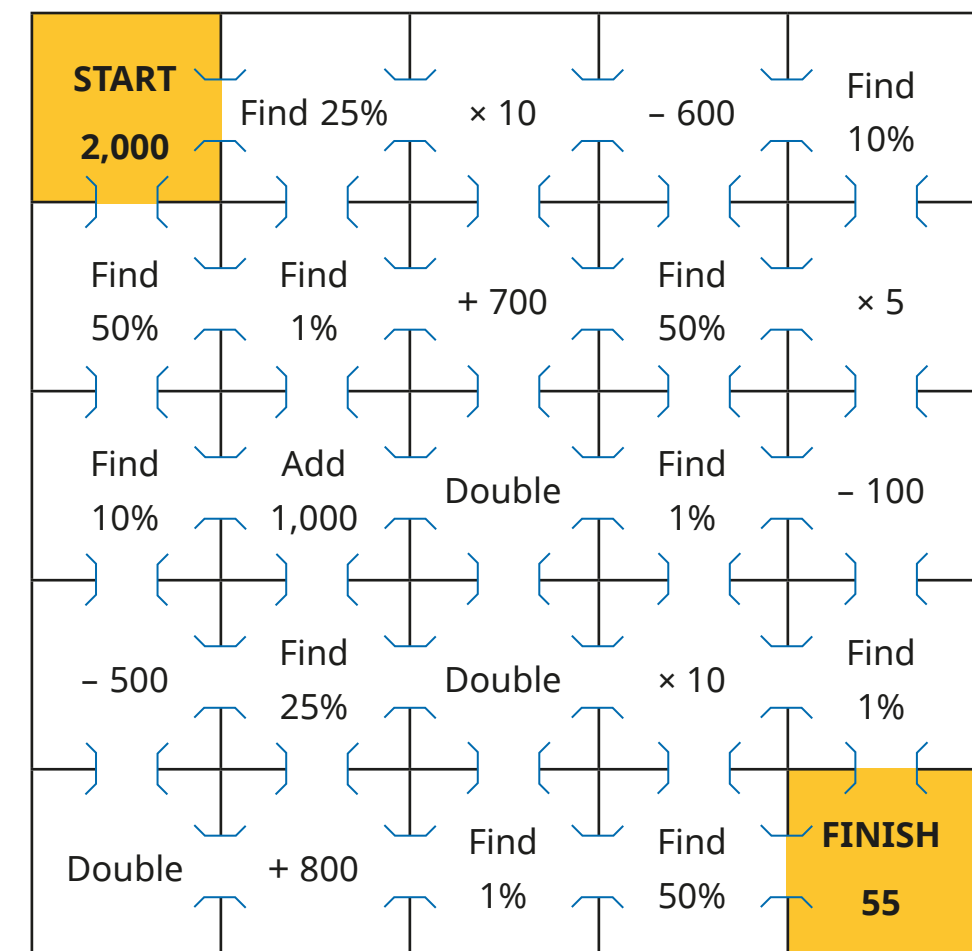 START
2,000
Find 25%
× 10
– 600
Find
10%
Find
50%
Find
1%
+ 700
Find
50%
× 5
Find
10%
Add
1,000
Double
Find
1%
– 100
– 500
Find
25%
Double
× 10
Find
1%
Double
+ 800
Find
1%
Find
50%
FINISH
55